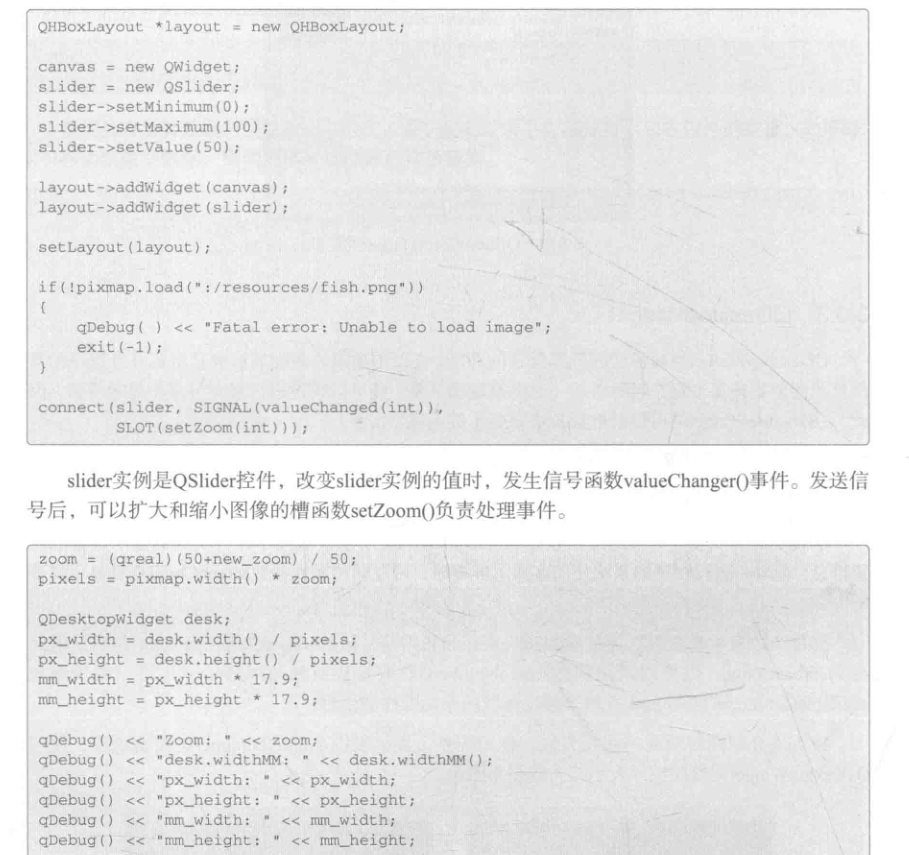 QHBoxLayout *layout = new QHBoxLayout;

canvas = new QWidget;
slider = new QSlider;
slider->setMinimum(0);
slider->setMaximum(100);
slider->setValue(50);

layout->addWidget(canvas);
layout->addWidget(slider);

setLayout(layout);

if(!pixmap.load(":/resources/fish.png"))
{
    qDebug( ) << "Fatal error: Unable to load image";
    exit(-1);
}

connect(slider, SIGNAL(valueChanged(int)),
        SLOT(setZoom(int)));

slider实例是QSlider控件，改变slider实例的值时，发生信号函数valueChanger()事件。发送信
号后，可以扩大和缩小图像的槽函数setZoom()负责处理事件。

zoom = (qreal)(50+new_zoom) / 50;
pixels = pixmap.width() * zoom;

QDesktopWidget desk;
px_width = desk.width() / pixels;
px_height = desk.height() / pixels;
mm_width = px_width * 17.9;
mm_height = px_height * 17.9;

qDebug() << "Zoom: " << zoom;
qDebug() << "desk.widthMM: " << desk.widthMM();
qDebug() << "px_width: " << px_width;
qDebug() << "px_height: " << px_height;
qDebug() << "mm_width: " << mm_width;
qDebug() << "mm_height: " << mm_height;